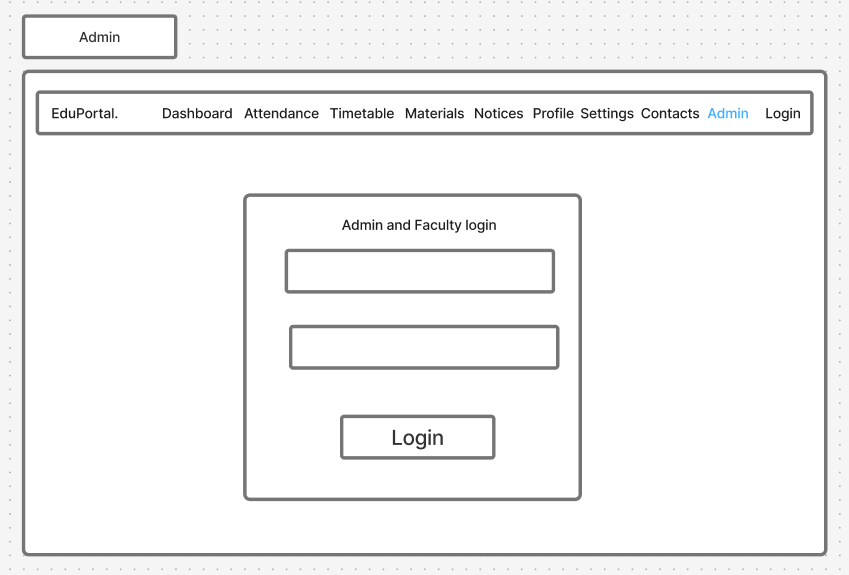 Admin
EduPortal. Dashboard Attendance Timetable Materials Notices Profile Settings Contacts Admin Login
Admin and Faculty login
Login